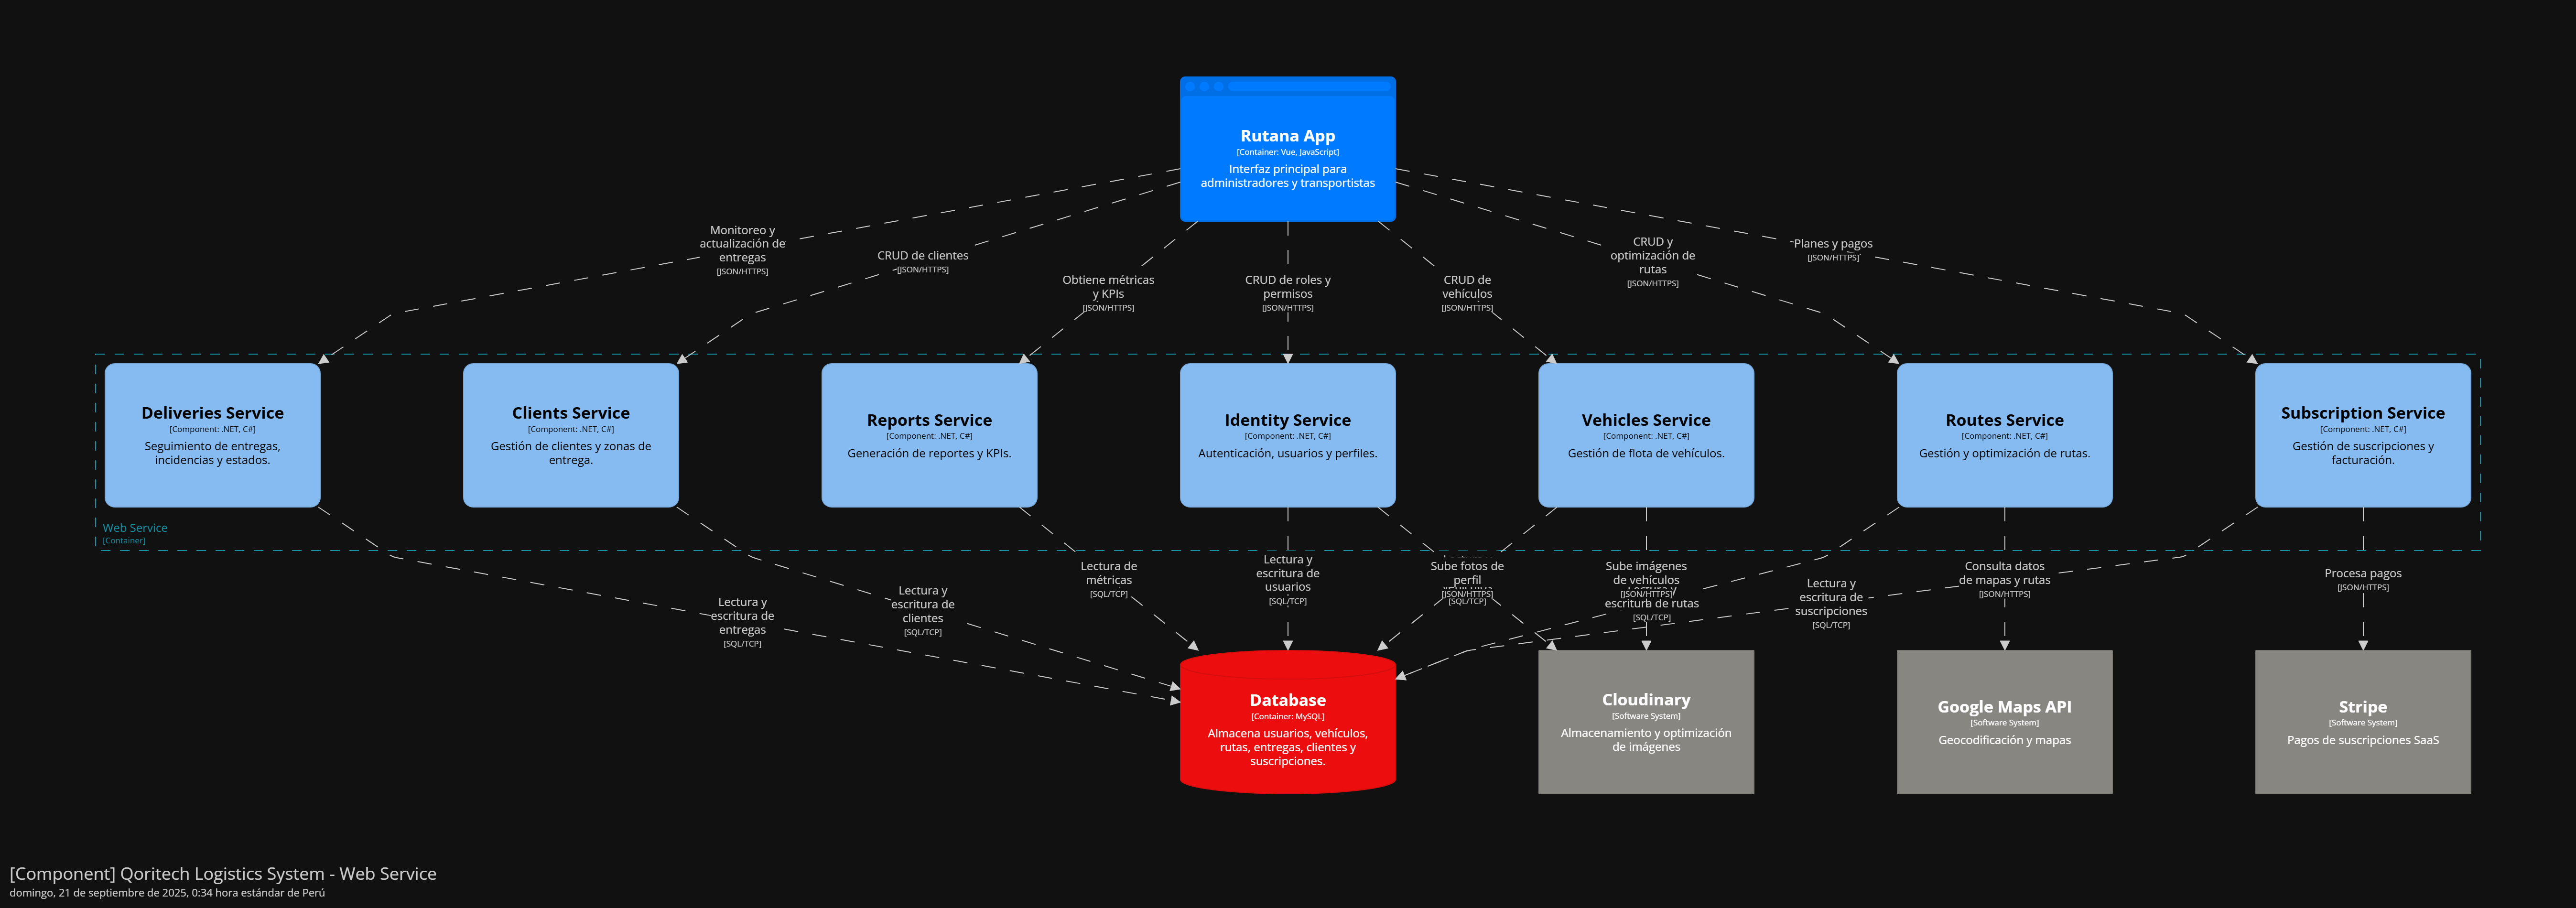 Rutana App
[Container: Vue, JavaScript]
Interfaz principal para
administradores y transportistas
Monitoreo y
actualización de
entregas
[JSON/HTTPS]
CRUD de clientes
[JSON/HTTPS]
Obtiene métricas
y KPIs
[JSON/HTTPS]
CRUD de roles y
permisos
[JSON/HTTPS]
CRUD de
vehículos
[JSON/HTTPS]
CRUD y
optimización de
rutas
[JSON/HTTPS]
Planes y pagos
[JSON/HTTPS]
Deliveries Service
[Component: .NET, C#]
Seguimiento de entregas,
incidencias y estados.
Clients Service
[Component: .NET, C#]
Gestión de clientes y zonas de
entrega.
Reports Service
[Component: .NET, C#]
Generación de reportes y KPIs.
Identity Service
[Component: .NET, C#]
Autenticación, usuarios y perfiles.
Vehicles Service
[Component: .NET, C#]
Gestión de flota de vehículos.
Routes Service
[Component: .NET, C#]
Gestión y optimización de rutas.
Subscription Service
[Component: .NET, C#]
Gestión de suscripciones y
facturación.
Web Service
[Container]
Lectura y
escritura de
entregas
[SQL/TCP]
Lectura y
escritura de
clientes
[SQL/TCP]
Lectura de
métricas
[SQL/TCP]
Lectura y
escritura de
usuarios
[SQL/TCP]
Sube fotos de
perfil
[JSON/HTTPS]
[SQL/TCP]
Sube imágenes
de vehículos
[JSON/HTTPS]
escritura de rutas
[SQL/TCP]
Lectura y
escritura de
suscripciones
[SQL/TCP]
Consulta datos
de mapas y rutas
[JSON/HTTPS]
Procesa pagos
[JSON/HTTPS]
Database
[Container: MySQL]
Almacena usuarios, vehículos,
rutas, entregas, clientes y
suscripciones.
Cloudinary
[Software System]
Almacenamiento y optimización
de imágenes
Google Maps API
[Software System]
Geocodificación y mapas
Stripe
[Software System]
Pagos de suscripciones SaaS
[Component] Qoritech Logistics System - Web Service
domingo, 21 de septiembre de 2025, 0:34 hora estándar de Perú